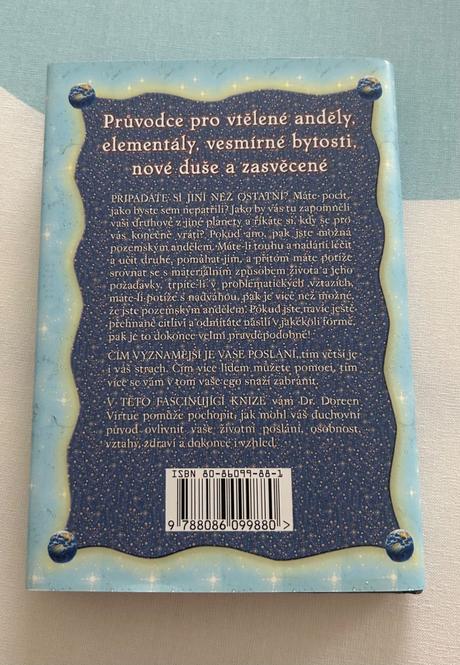 Průvodce pro vtělené anděly,
elementály, vesmírné bytosti,
nové duše a zasvěcené
PŘIPADÁTE SI JINÍ NEŽ OSTATNÍ? Máte pocit,
jako byste sem nepatřili? Jako by vás tu zapomněli
vaši druhové z jiné planety a říkáte si, kdy se pro
vás konečně vrátí? Pokud ano, pak jste možná
pozemským andělem. Máte-li touhu a nadání léčit
a učit druhé, pomáhat jim, a přitom máte potíže
srovnat se s materiálním způsobem života a jeho
požadavky, trpíte-li v problematických vztazích,
máte-li potíže s nadváhou, pak je více než možné,
že jste pozemským andělem! Pokud jste navíc ještě
přehnaně citliví a odmítáte násilí v jakékoli formě,
pak je to dokonce velmi pravděpodobné!
ČÍM VÝZNAMĚJŠÍ JE VAŠE POSLÁNÍ, tím větší je
i váš strach. Čím více lidem můžete pomoci, tím
více se vám v tom vaše ego snaží zabránit.
V TÉTO FASCINUJÍCÍ KNIZE vám Dr. Doreen
Virtue pomůže pochopit, jak mohl váš duchovní
původ ovlivnit vaše životní poslání, osobnost,
vztahy, zdraví a dokonce i vzhled.
ISBN 80-86099-88-1
9 788086 099880 >